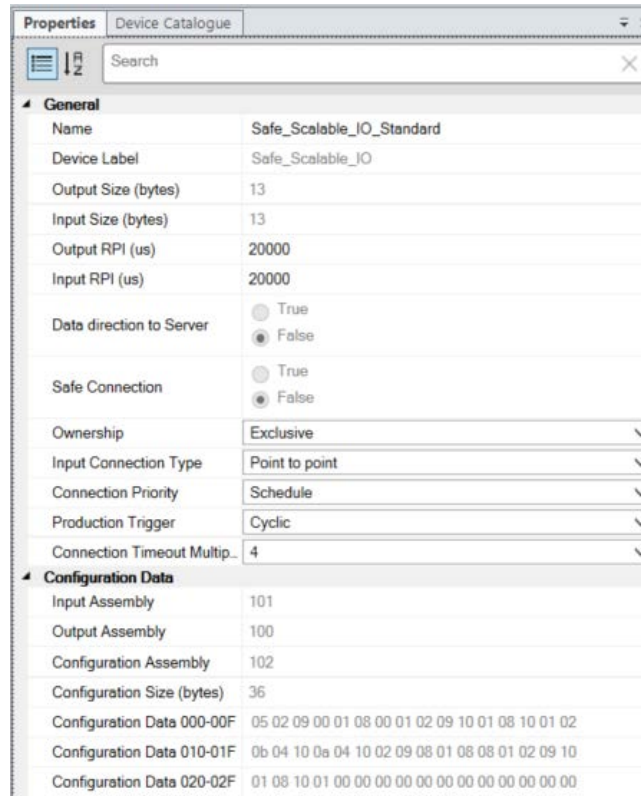 Properties Device Catalogue
Search
General
Name Safe_Scalable_IO_Standard
Device Label Safe_Scalable_IO
Output Size (bytes) 13
Input Size (bytes) 13
Output RPI (us) 20000
Input RPI (us) 20000
Data direction to Server True
False
Safe Connection True
False
Ownership Exclusive
Input Connection Type Point to point
Connection Priority Schedule
Production Trigger Cyclic
Connection Timeout Multip... 4
Configuration Data
Input Assembly 101
Output Assembly 100
Configuration Assembly 102
Configuration Size (bytes) 36
Configuration Data 000-00F 05 02 09 00 01 08 00 01 02 09 10 01 08 10 01 02
Configuration Data 010-01F 0b 04 10 0a 04 10 02 09 08 01 08 08 01 02 09 10
Configuration Data 020-02F 01 08 10 01 00 00 00 00 00 00 00 00 00 00 00 00